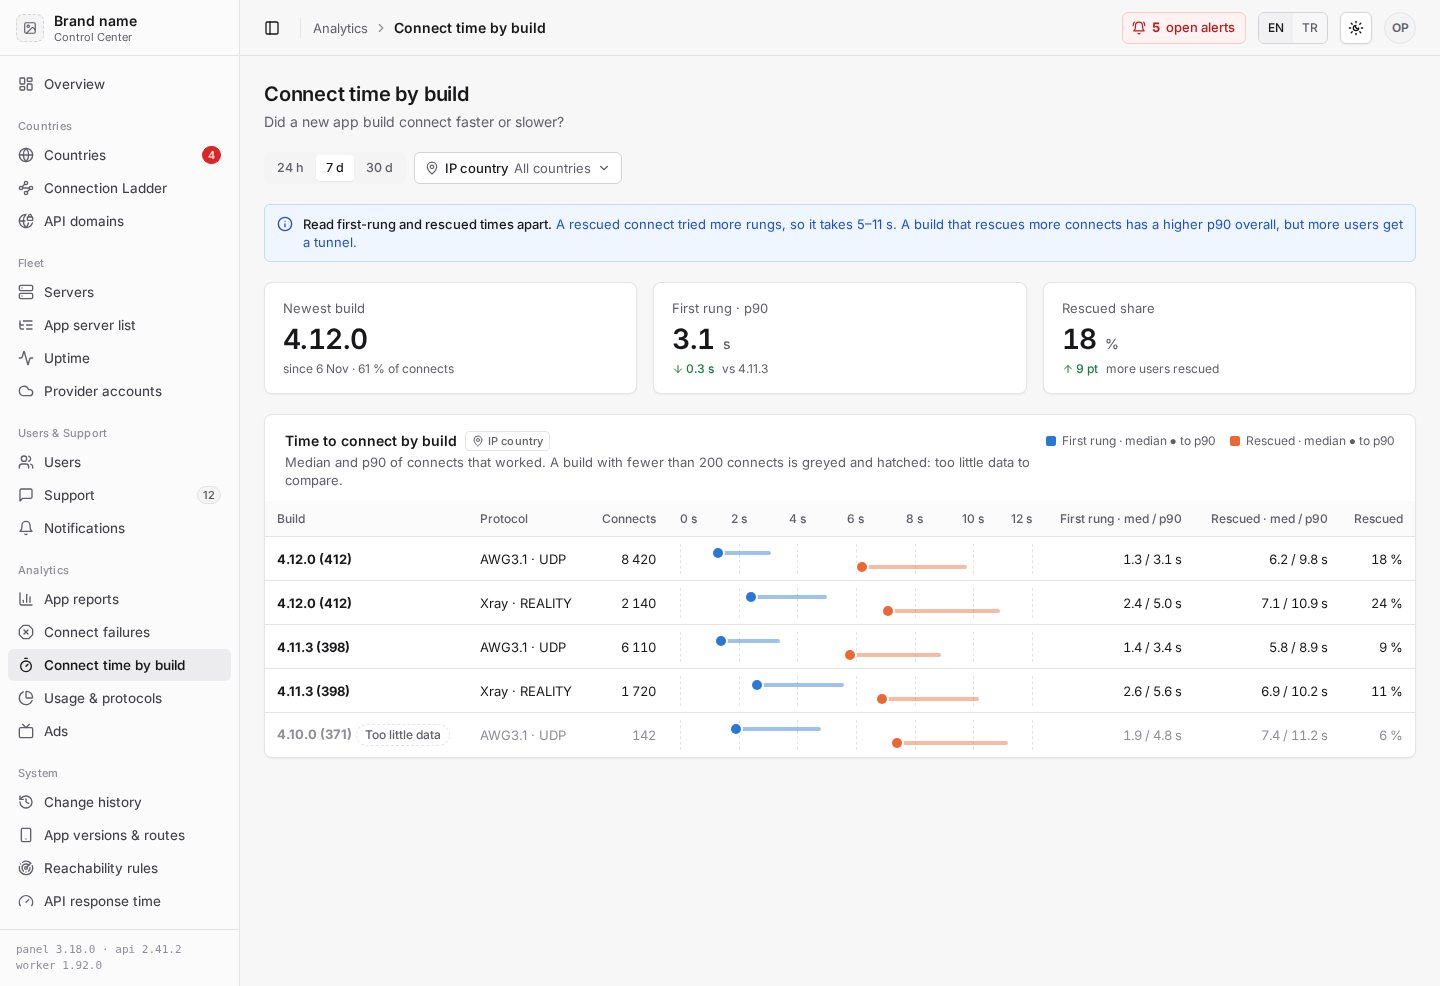 Brand name
Control Center
Analytics > Connect time by build
5 open alerts
EN TR
OP
Overview
Countries
Countries 4
Connection Ladder
API domains
Fleet
Servers
App server list
Uptime
Provider accounts
Users & Support
Users
Support 12
Notifications
Analytics
App reports
Connect failures
Connect time by build
Usage & protocols
Ads
System
Change history
App versions & routes
Reachability rules
API response time
panel 3.18.0 · api 2.41.2
worker 1.92.0
Connect time by build
Did a new app build connect faster or slower?
24 h 7 d 30 d IP country All countries
Read first-rung and rescued times apart. A rescued connect tried more rungs, so it takes 5–11 s. A build that rescues more connects has a higher p90 overall, but more users get
a tunnel.
Newest build
4.12.0
since 6 Nov · 61 % of connects
First rung · p90
3.1 s
↓ 0.3 s vs 4.11.3
Rescued share
18 %
↑ 9 pt more users rescued
Time to connect by build IP country
First rung · median ● to p90 Rescued · median ● to p90
Median and p90 of connects that worked. A build with fewer than 200 connects is greyed and hatched: too little data to
compare.
Build Protocol Connects 0 s 2 s 4 s 6 s 8 s 10 s 12 s First rung · med / p90 Rescued · med / p90 Rescued
4.12.0 (412) AWG3.1 · UDP 8 420 1.3 / 3.1 s 6.2 / 9.8 s 18 %
4.12.0 (412) Xray · REALITY 2 140 2.4 / 5.0 s 7.1 / 10.9 s 24 %
4.11.3 (398) AWG3.1 · UDP 6 110 1.4 / 3.4 s 5.8 / 8.9 s 9 %
4.11.3 (398) Xray · REALITY 1 720 2.6 / 5.6 s 6.9 / 10.2 s 11 %
4.10.0 (371) Too little data AWG3.1 · UDP 142 1.9 / 4.8 s 7.4 / 11.2 s 6 %